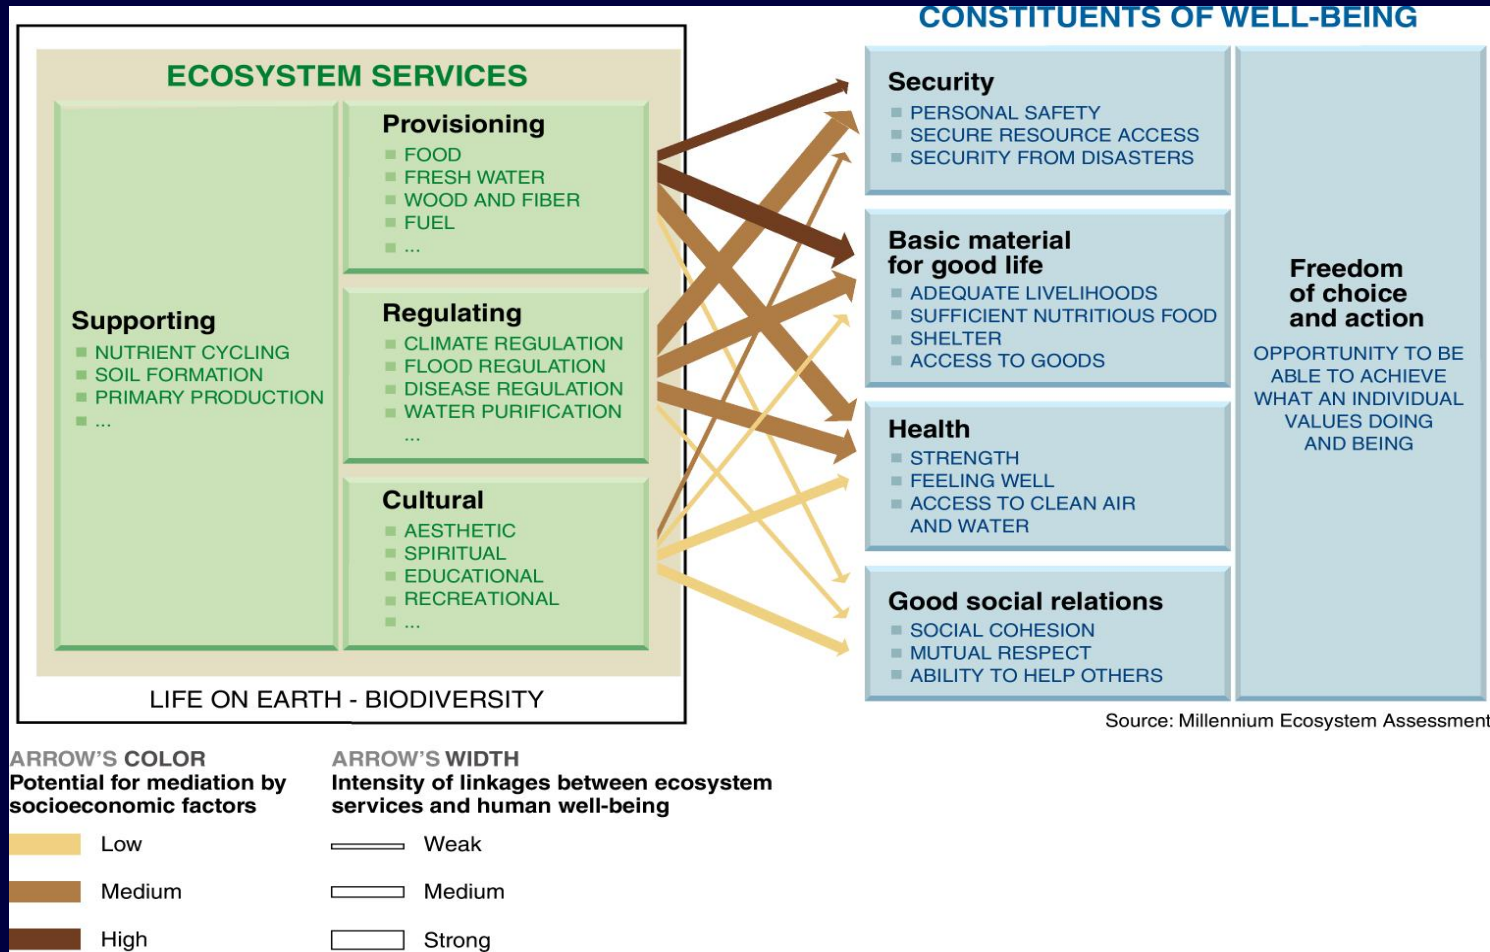 CONSTITUENTS OF WELL-BEING
ECOSYSTEM SERVICES
Supporting
NUTRIENT CYCLING
SOIL FORMATION
PRIMARY PRODUCTION
...
Provisioning
FOOD
FRESH WATER
WOOD AND FIBER
FUEL
...
Regulating
CLIMATE REGULATION
FLOOD REGULATION
DISEASE REGULATION
WATER PURIFICATION
...
Cultural
AESTHETIC
SPIRITUAL
EDUCATIONAL
RECREATIONAL
...
LIFE ON EARTH - BIODIVERSITY
Security
PERSONAL SAFETY
SECURE RESOURCE ACCESS
SECURITY FROM DISASTERS
Basic material
for good life
ADEQUATE LIVELIHOODS
SUFFICIENT NUTRITIOUS FOOD
SHELTER
ACCESS TO GOODS
Health
STRENGTH
FEELING WELL
ACCESS TO CLEAN AIR
AND WATER
Good social relations
SOCIAL COHESION
MUTUAL RESPECT
ABILITY TO HELP OTHERS
Freedom
of choice
and action
OPPORTUNITY TO BE
ABLE TO ACHIEVE
WHAT AN INDIVIDUAL
VALUES DOING
AND BEING
Source: Millennium Ecosystem Assessment
ARROW'S COLOR
Potential for mediation by
socioeconomic factors
Low
Medium
High
ARROW'S WIDTH
Intensity of linkages between ecosystem
services and human well-being
Weak
Medium
Strong